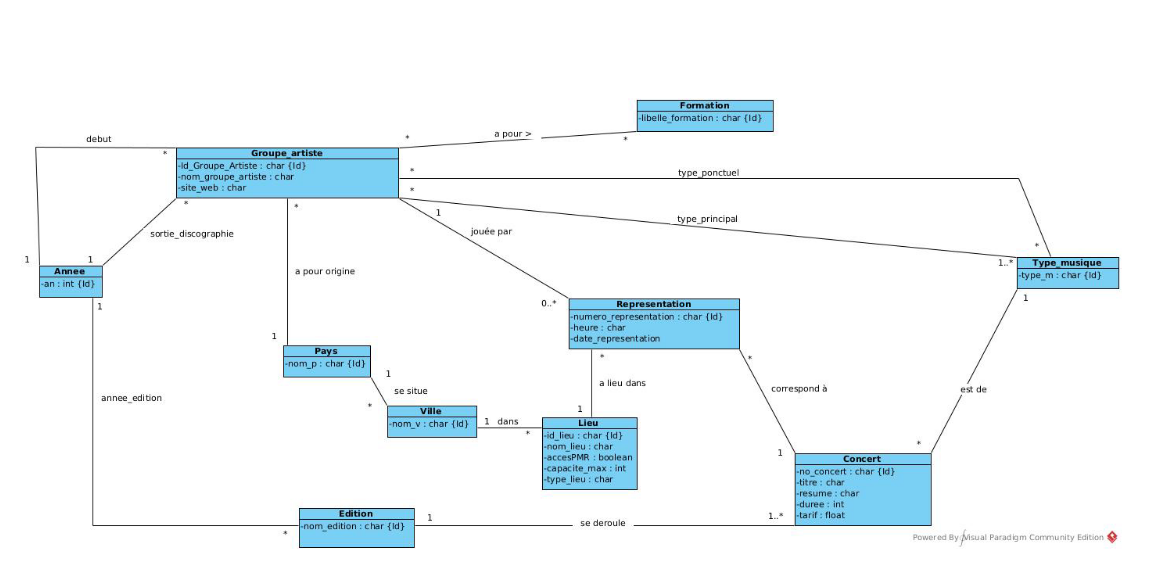 Formation
-libelle_formation : char {Id}
a pour >
*
*
debut
*
Groupe_artiste
-Id_Groupe_Artiste : char {Id}
-nom_groupe_artiste : char
-site_web : char
*
type_ponctuel
*
*
type_principal
1..*
*
*
1
jouée par
0..*
sortie_discographie
1
1
Annee
-an : int {Id}
1
a pour origine
1
Type_musique
-type_m : char {Id}
1
Representation
-numero_representation : char {Id}
-heure : char
-date_representation
*
*
Pays
-nom_p : char {Id}
1
se situe
*
a lieu dans
1
correspond à
1
est de
*
annee_edition
Ville
-nom_v : char {Id}
1 dans
*
Lieu
-id_lieu : char {Id}
-nom_lieu : char
-accesPMR : boolean
-capacite_max : int
-type_lieu : char
Concert
-no_concert : char {Id}
-titre : char
-resume : char
-duree : int
-tarif : float
Edition
-nom_edition : char {Id}
*
1
se deroule
1..*
Powered By Visual Paradigm Community Edition